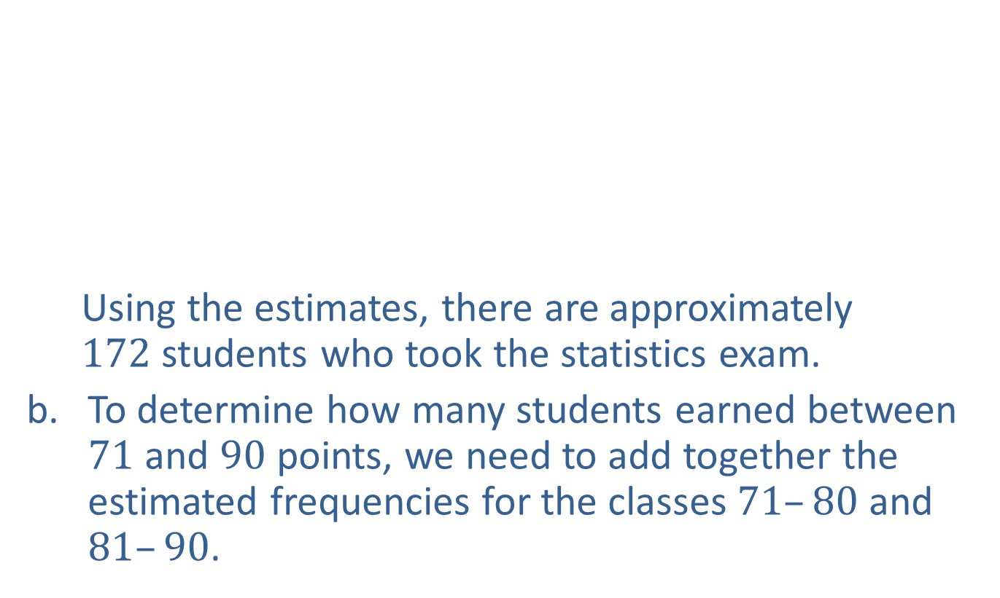 Using the estimates, there are approximately
172 students who took the statistics exam.
b. To determine how many students earned between
71 and 90 points, we need to add together the
estimated frequencies for the classes 71– 80 and
81– 90.